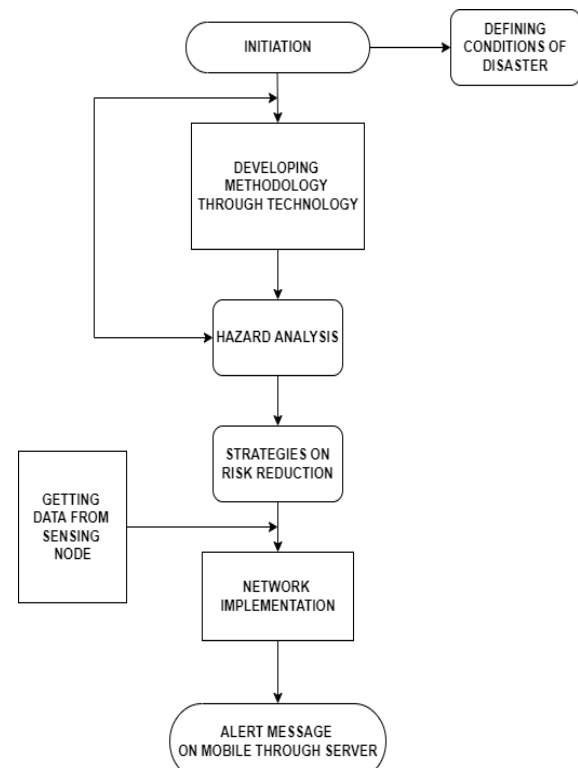 INITIATION
DEFINING
CONDITIONS OF
DISASTER
DEVELOPING
METHODOLOGY
THROUGH TECHNOLOGY
HAZARD ANALYSIS
STRATEGIES ON
RISK REDUCTION
GETTING
DATA FROM
SENSING
NODE
NETWORK
IMPLEMENTATION
ALERT MESSAGE
ON MOBILE THROUGH SERVER